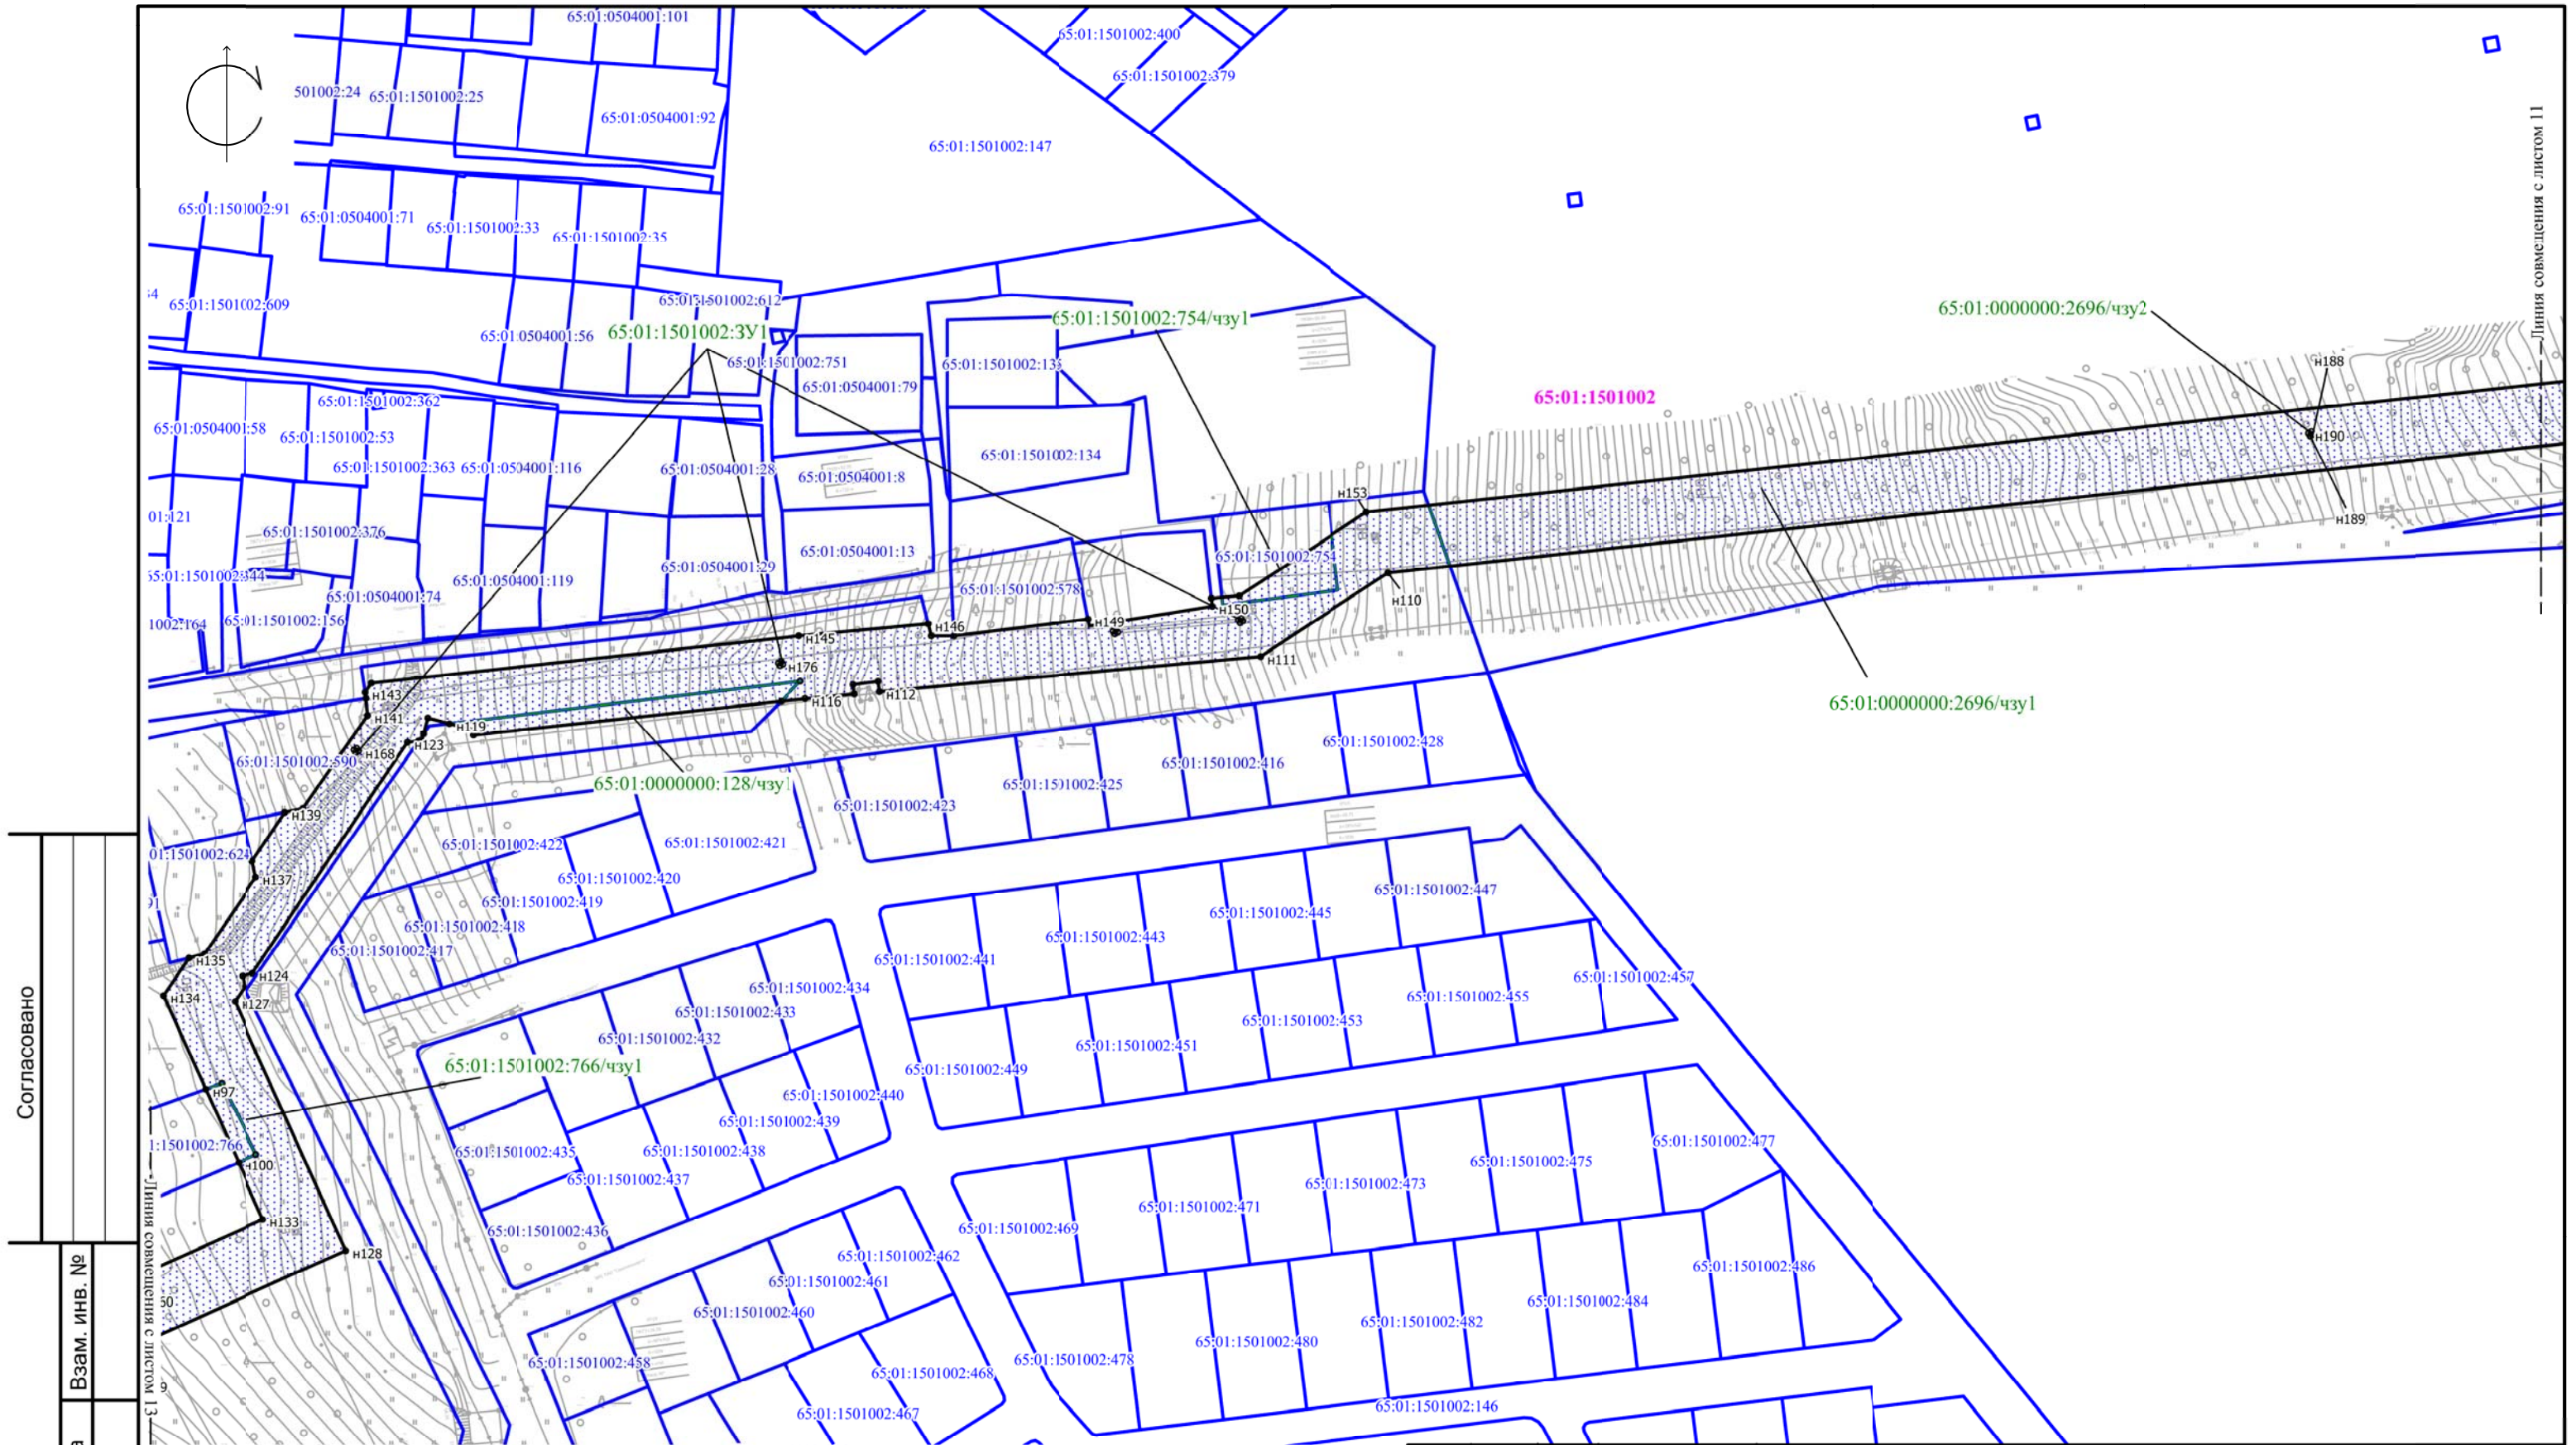 65:01:0504001:101
65:01:1501002:400
65:01:1501002:379
501002:24
65:01:1501002:25
65:01:0504001:92
65:01:1501002:147
Линия совмещения с листом 11
65:01:1501002:91
65:01:0504001:71
65:01:1501002:33
65:01:1501002:35
65:01:1501002:609
65:01:1501002:612
65:01:0504001:56
65:01:1501002:ЗУ1
65:01:1501002:754/чзу1
65:01:0000000:2696/чзу2
65:01:1501002:751
65:01:0504001:79
65:01:1501002:13
н188
65:01:1501002
65:01:1501002:362
65:01:0504001:58
65:01:1501002:53
н190
65:01:1501002:363
65:01:0504001:116
65:01:0504001:28
65:01:0504001:8
65:01:1501002:134
н153
01:121
65:01:1501002:376
н189
65:01:0504001:13
65:01:1501002:754
65:01:1501002:344
65:01:0504001:119
65:01:0504001:29
65:01:0504001:74
65:01:1501002:578
н110
1002:164
65:01:1501002:156
н150
н149
н146
н145
н111
н176
н143
н116
н112
н141
н119
н123
н168
65:01:0000000:2696/чзу1
65:01:1501002:590
65:01:0000000:128/чзу1
65:01:1501002:428
65:01:1501002:416
65:01:1501002:425
65:01:1501002:423
н139
01:1501002:624
65:01:1501002:422
65:01:1501002:421
н137
65:01:1501002:420
65:01:1501002:419
65:01:1501002:447
65:01:1501002:445
91
65:01:1501002:418
65:01:1501002:417
65:01:1501002:443
65:01:1501002:441
н135
н124
н134
н127
65:01:1501002:434
65:01:1501002:433
65:01:1501002:432
65:01:1501002:457
65:01:1501002:455
65:01:1501002:453
65:01:1501002:451
65:01:1501002:449
Согласовано
65:01:1501002:766/чзу1
н97
65:01:1501002:440
65:01:1501002:439
65:01:1501002:438
65:01:1501002:435
65:01:1501002:437
65:01:1501002:436
1:1501002:766
н100
н133
н128
65:01:1501002:477
65:01:1501002:475
65:01:1501002:473
65:01:1501002:471
65:01:1501002:469
65:01:1501002:462
65:01:1501002:461
65:01:1501002:460
65:01:1501002:458
65:01:1501002:486
65:01:1501002:484
65:01:1501002:482
65:01:1501002:480
65:01:1501002:478
65:01:1501002:468
65:01:1501002:467
65:01:1501002:146
Взам. инв. №
Линия совмещения с листом 13